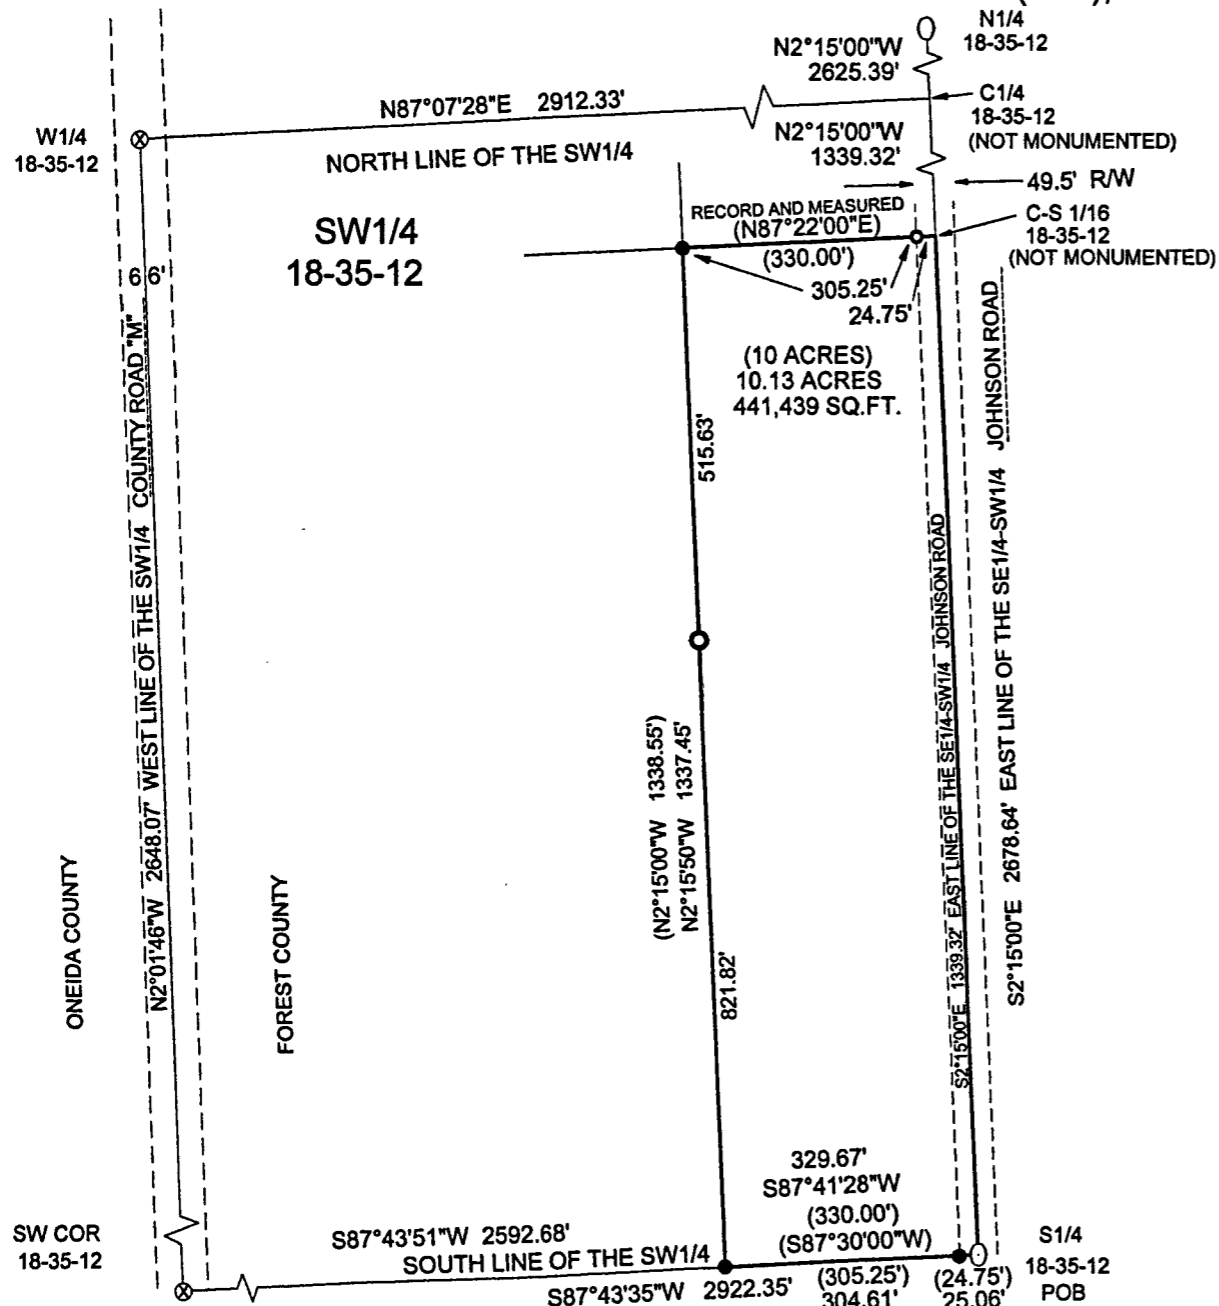 N1/4
18-35-12
N2°15'00"W
2625.39'
N87°07'28"E 2912.33'
C1/4
18-35-12
(NOT MONUMENTED)
W1/4
18-35-12
NORTH LINE OF THE SW1/4
N2°15'00"W
1339.32'
49.5' R/W
RECORD AND MEASURED
(N87°22'00"E)
(330.00')
C-S 1/16
18-35-12
(NOT MONUMENTED)
SW1/4
18-35-12
66'
305.25'
24.75'
(10 ACRES)
10.13 ACRES
441,439 SQ.FT.
515.63'
N2°01'46"W 2648.07' WEST LINE OF THE SW1/4 COUNTY ROAD "M"
ONEIDA COUNTY
FOREST COUNTY
(N2°15'00"W 1338.55')
N2°15'50"W 1337.45'
821.82'
S2°15'00"E 1339.32' EAST LINE OF THE SE1/4-SW1/4 JOHNSON ROAD
S2°15'00"E 2678.64' EAST LINE OF THE SE1/4-SW1/4 JOHNSON ROAD
329.67'
S87°41'28"W
(330.00')
(S87°30'00"W)
SW COR
18-35-12
S87°43'51"W 2592.68'
SOUTH LINE OF THE SW1/4
S87°43'35"W 2922.35'
(305.25')
304.61'
(24.75')
25.06'
S1/4
18-35-12
POB